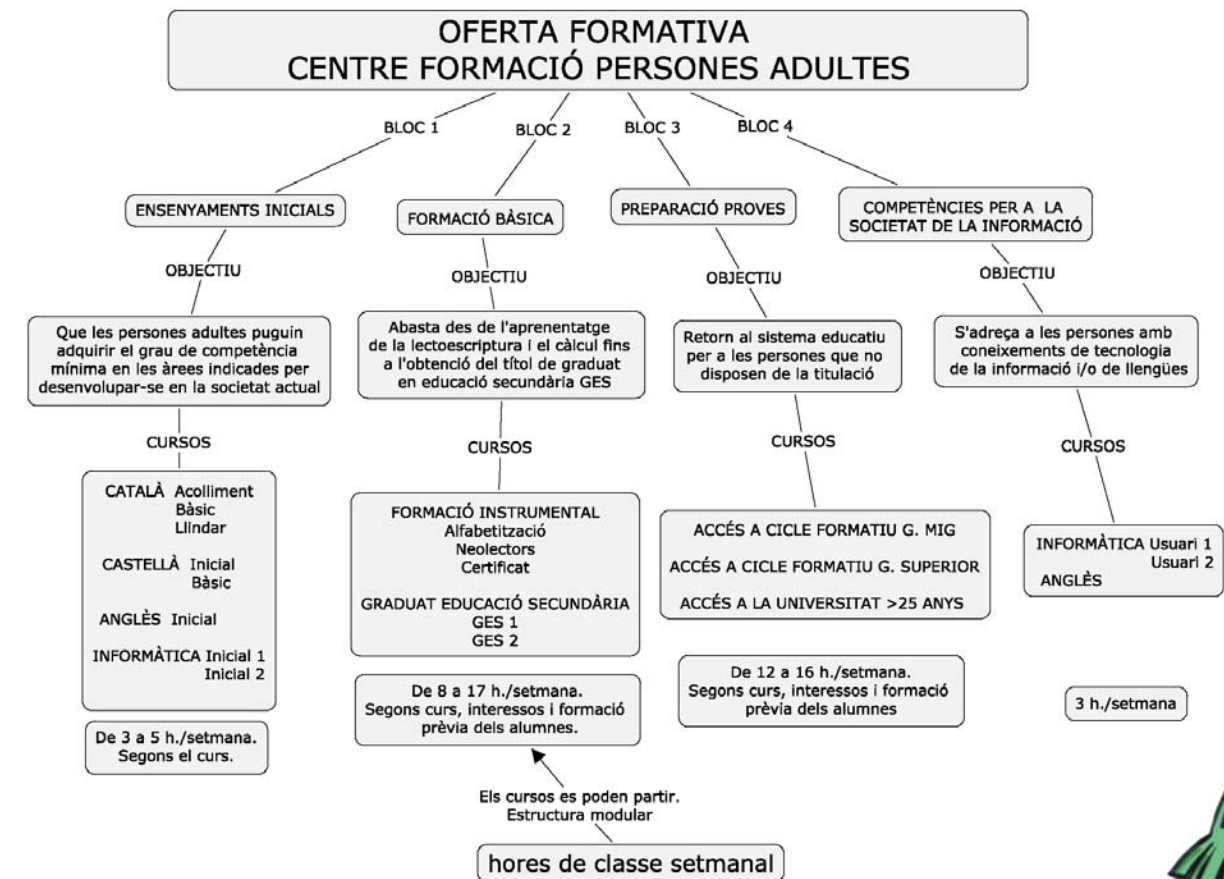 OFERTA FORMATIVA
CENTRE FORMACIÓ PERSONES ADULTES
BLOC 1
BLOC 2
BLOC 3
BLOC 4
ENSENYAMENTS INICIALS
FORMACIÓ BÀSICA
PREPARACIÓ PROVES
COMPETÈNCIES PER A LA
SOCIETAT DE LA INFORMACIÓ
OBJECTIU
OBJECTIU
OBJECTIU
OBJECTIU
Que les persones adultes puguin
adquirir el grau de competència
mínima en les àrees indicades per
desenvolupar-se en la societat actual
Abasta des de l'aprenentatge
de la lectoescriptura i el càlcul fins
a l'obtenció del títol de graduat
en educació secundària GES
Retorn al sistema educatiu
per a les persones que no
disposen de la titulació
S'adreça a les persones amb
coneixements de tecnologia
de la informació i/o de llengües
CURSOS
CURSOS
CURSOS
CURSOS
CATALÀ Acolliment
Bàsic
Llindar
CASTELLÀ Inicial
Bàsic
ANGLÈS Inicial
INFORMÀTICA Inicial 1
Inicial 2
FORMACIÓ INSTRUMENTAL
Alfabetització
Neolectors
Certificat
GRADUAT EDUCACIÓ SECUNDÀRIA
GES 1
GES 2
ACCÉS A CICLE FORMATIU G. MIG
ACCÉS A CICLE FORMATIU G. SUPERIOR
ACCÉS A LA UNIVERSITAT >25 ANYS
INFORMÀTICA Usuari 1
Usuari 2
ANGLÈS
De 3 a 5 h./setmana.
Segons el curs.
De 8 a 17 h./setmana.
Segons curs, interessos i formació
prèvia dels alumnes.
De 12 a 16 h./setmana.
Segons curs, interessos i formació
prèvia dels alumnes
3 h./setmana
Els cursos es poden partir.
Estructura modular
hores de classe setmanal